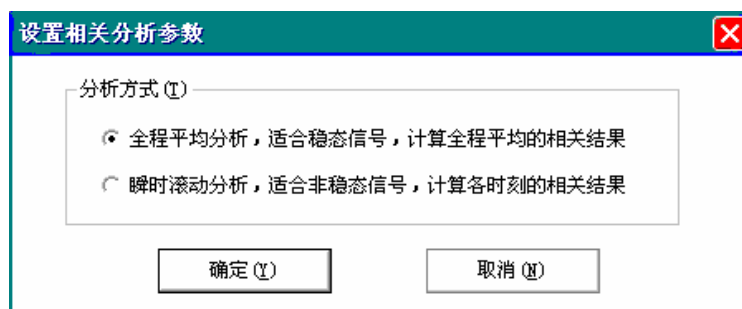 设置相关分析参数
分析方式(T)
全程平均分析，适合稳态信号，计算全程平均的相关结果
瞬时滚动分析，适合非稳态信号，计算各时刻的相关结果
确定(Y)
取消(N)